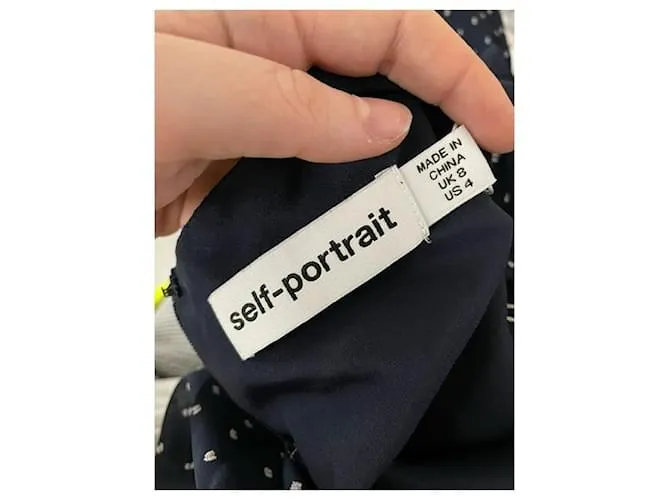 self-portrait
MADE IN
CHINA
UK 8
US 4